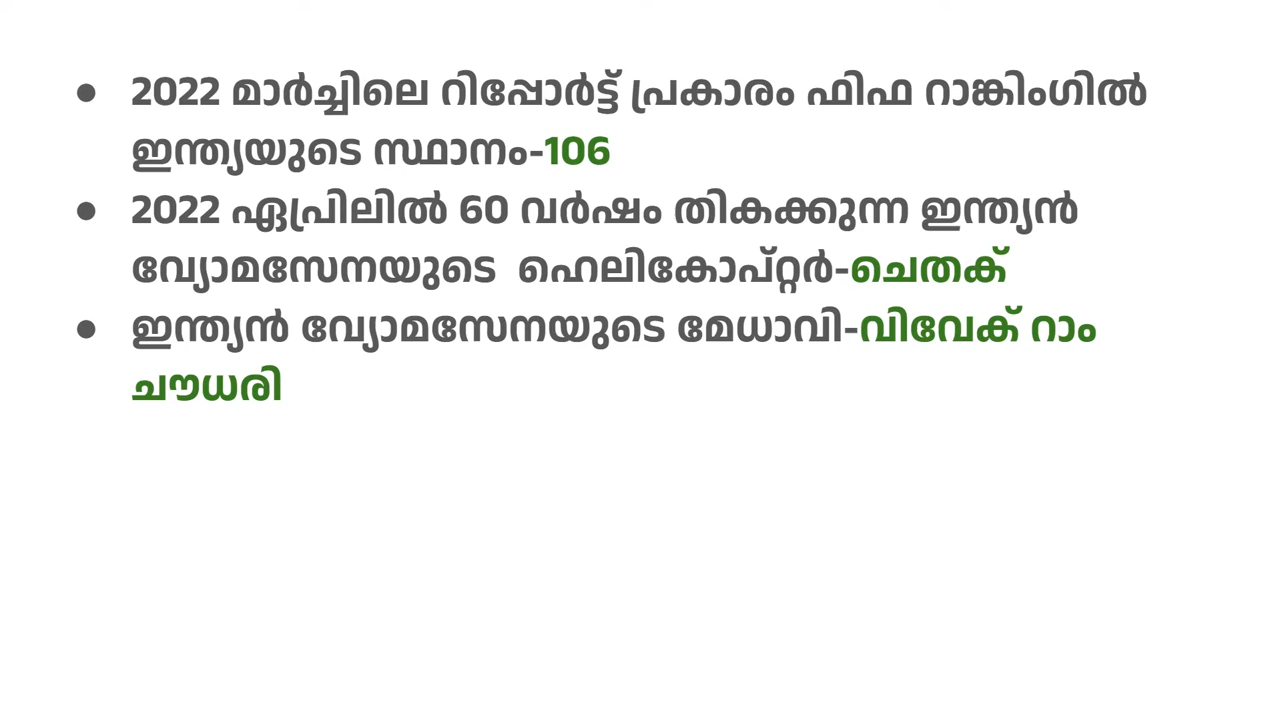 ● 2022 മാർച്ചിലെ റിപ്പോർട്ട് പ്രകാരം ഫിഫ റാങ്കിംഗിൽ
ഇന്ത്യയുടെ സ്ഥാനം-106
● 2022 ഏപ്രിലിൽ 60 വർഷം തികക്കുന്ന ഇന്ത്യൻ
വ്യോമസേനയുടെ  ഹെലികോപ്റ്റർ-ചെതക്
● ഇന്ത്യൻ വ്യോമസേനയുടെ മേധാവി-വിവേക് റാം
ചൗധരി